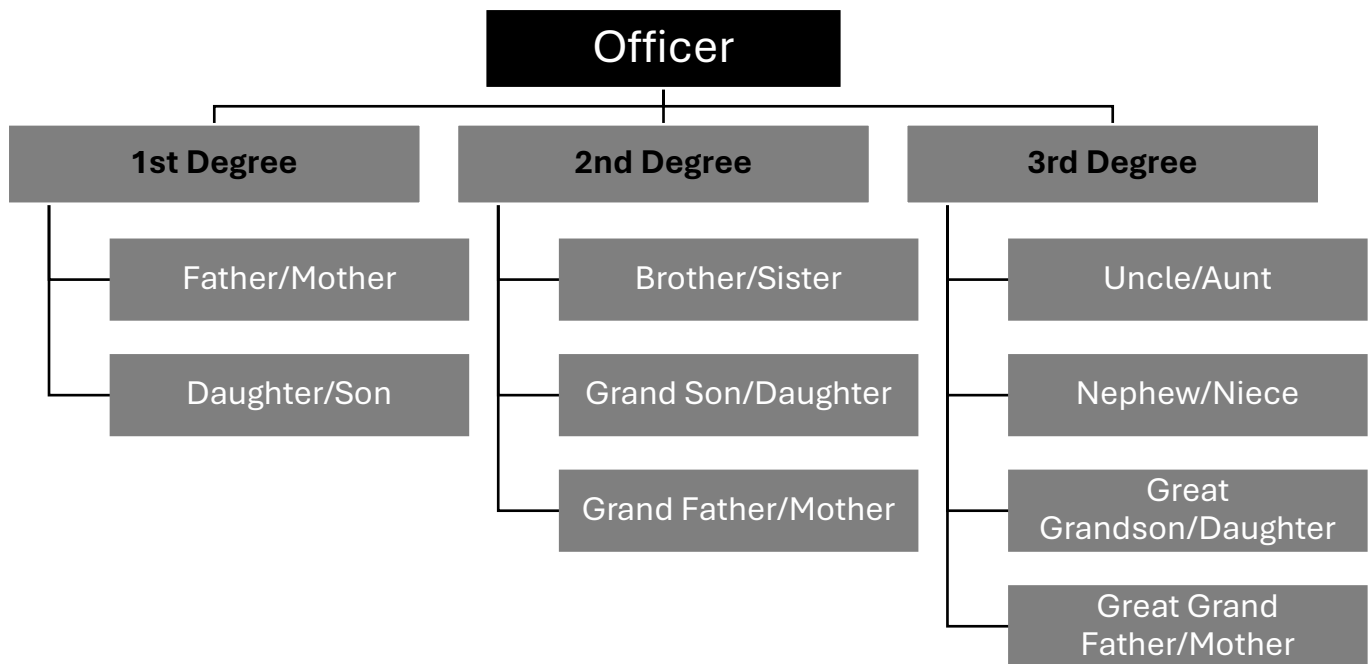 Officer
1st Degree
Father/Mother
Daughter/Son
2nd Degree
Brother/Sister
Grand Son/Daughter
Grand Father/Mother
3rd Degree
Uncle/Aunt
Nephew/Niece
Great
Grandson/Daughter
Great Grand
Father/Mother